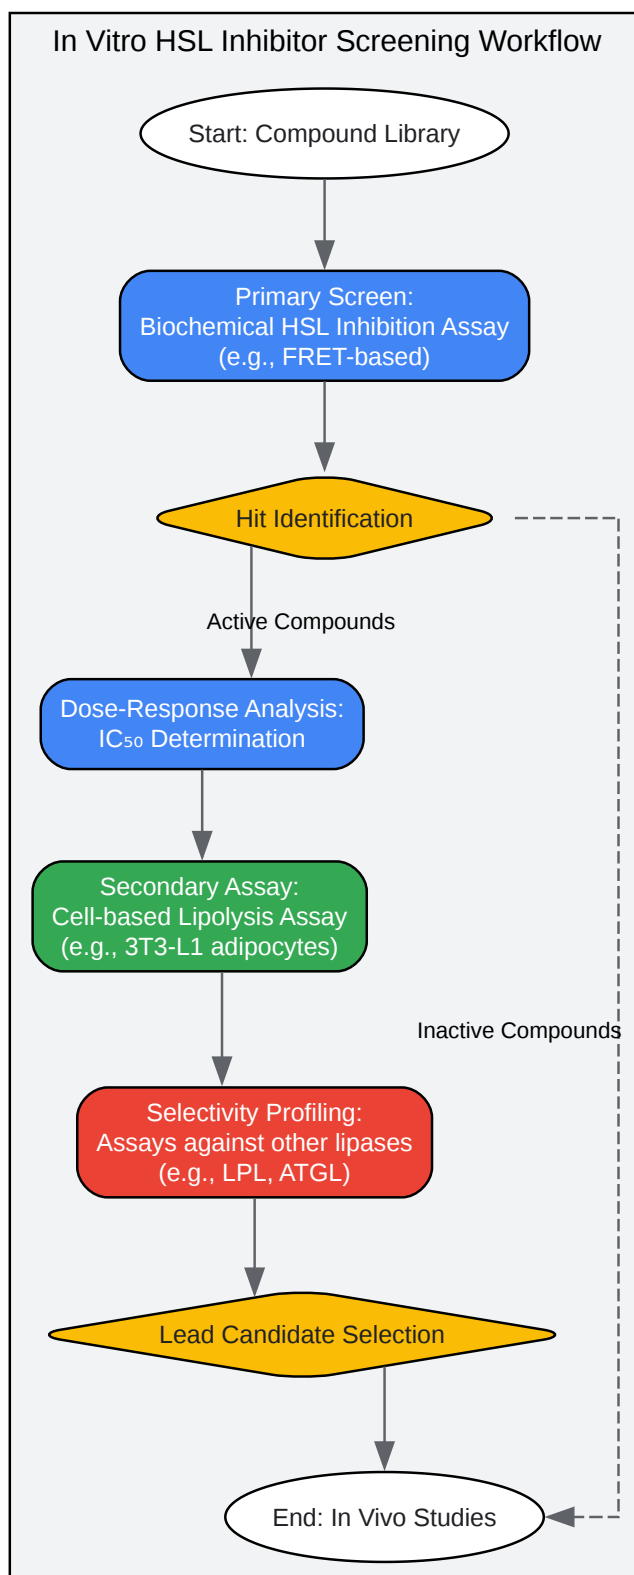 In Vitro HSL Inhibitor Screening Workflow
Start: Compound Library
Primary Screen:
Biochemical HSL Inhibition Assay
(e.g., FRET-based)
Hit Identification
Active Compounds
Dose-Response Analysis:
IC₅₀ Determination
Secondary Assay:
Cell-based Lipolysis Assay
(e.g., 3T3-L1 adipocytes)
Inactive Compounds
Selectivity Profiling:
Assays against other lipases
(e.g., LPL, ATGL)
Lead Candidate Selection
End: In Vivo Studies